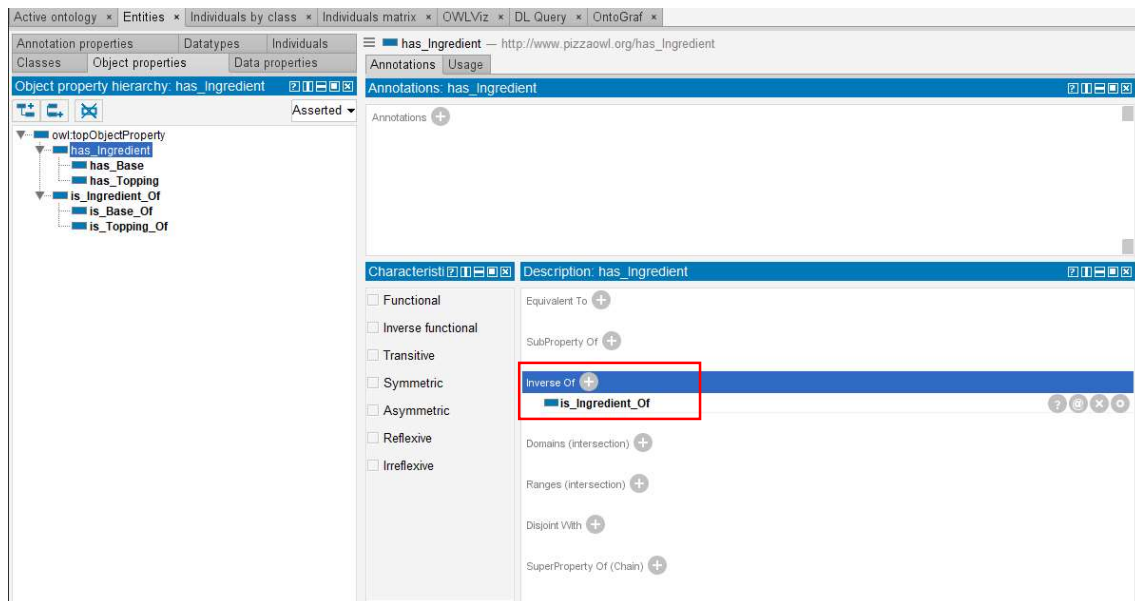 Active ontology × Entities × Individuals by class × Individuals matrix × OWLViz × DL Query × OntoGraf ×
Annotation properties Datatypes Individuals
Classes Object properties Data properties
Object property hierarchy: has_Ingredient
Asserted
owl:topObjectProperty
has_Ingredient
has_Base
has_Topping
is_Ingredient_Of
is_Base_Of
is_Topping_Of
has_Ingredient — http://www.pizzaowl.org/has_Ingredient
Annotations Usage
Annotations: has_Ingredient
Annotations
Characteristi
Functional
Inverse functional
Transitive
Symmetric
Asymmetric
Reflexive
Irreflexive
Description: has_Ingredient
Equivalent To
SubProperty Of
Inverse Of
is_Ingredient_Of
Domains (intersection)
Ranges (intersection)
Disjoint With
SuperProperty Of (Chain)